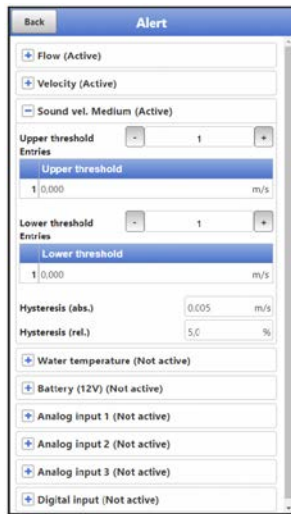 Back Alert
+ Flow (Active)
+ Velocity (Active)
− Sound vel. Medium (Active)
Upper threshold - 1 +
Entries
Upper threshold
1 0,000 m/s
Lower threshold - 1 +
Entries
Lower threshold
1 0,000 m/s
Hysteresis (abs.) 0,005 m/s
Hysteresis (rel.) 5,0 %
+ Water temperature (Not active)
+ Battery (12V) (Not active)
+ Analog input 1 (Not active)
+ Analog input 2 (Not active)
+ Analog input 3 (Not active)
+ Digital input (Not active)